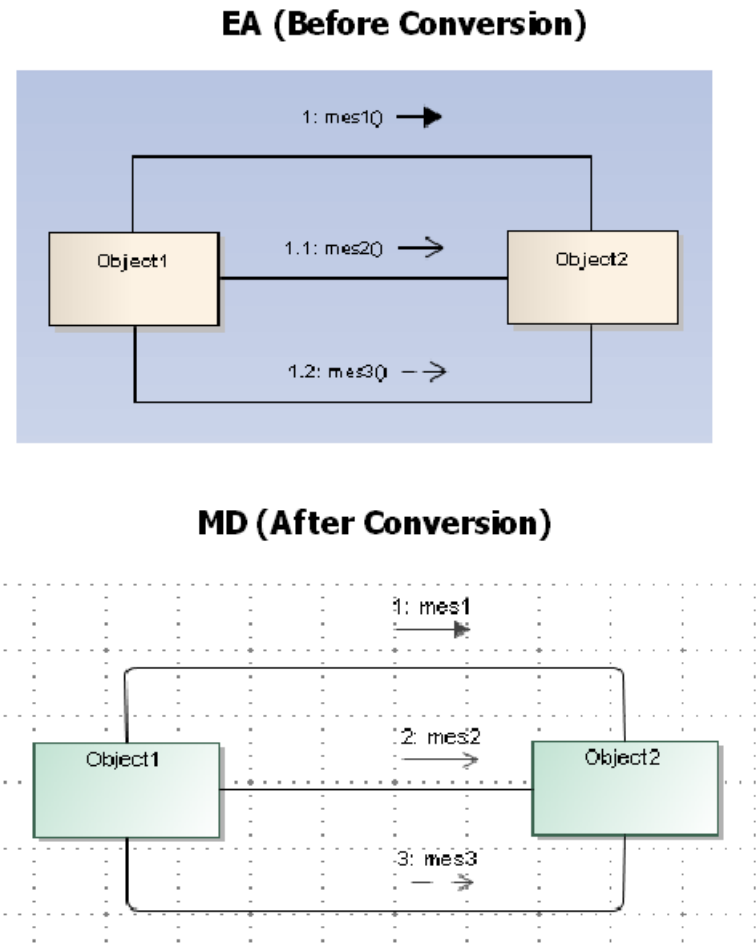 EA (Before Conversion)
1: mes1()
Object1
1.1: mes2()
Object2
1.2: mes3()
MD (After Conversion)
1: mes1
2: mes2
Object1
Object2
3: mes3